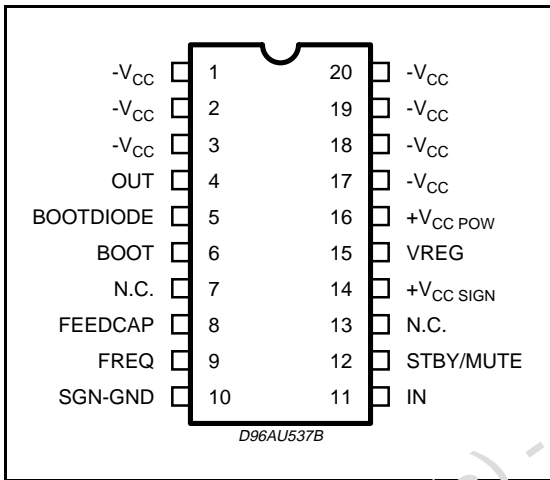 -VCC 1 20 -VCC
-VCC 2 19 -VCC
-VCC 3 18 -VCC
OUT 4 17 -VCC
BOOTDIODE 5 16 +VCC POW
BOOT 6 15 VREG
N.C. 7 14 +VCC SIGN
FEEDCAP 8 13 N.C.
FREQ 9 12 STBY/MUTE
SGN-GND 10 11 IN
D96AU537B